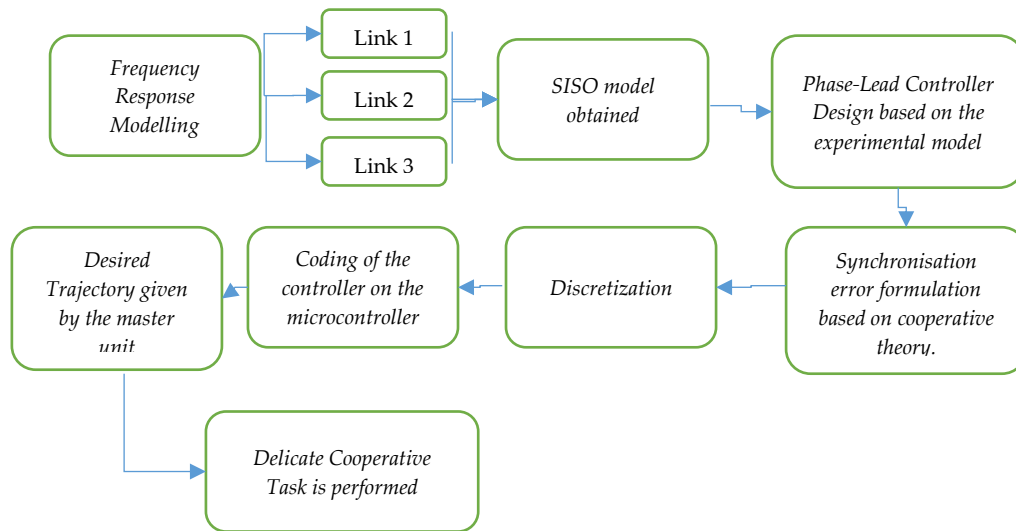 Frequency
Response
Modelling
Link 1
Link 2
Link 3
SISO model
obtained
Phase-Lead Controller
Design based on the
experimental model
Synchronisation
error formulation
based on cooperative
theory.
Discretization
Coding of the
controller on the
microcontroller
Desired
Trajectory given
by the master
unit
Delicate Cooperative
Task is performed